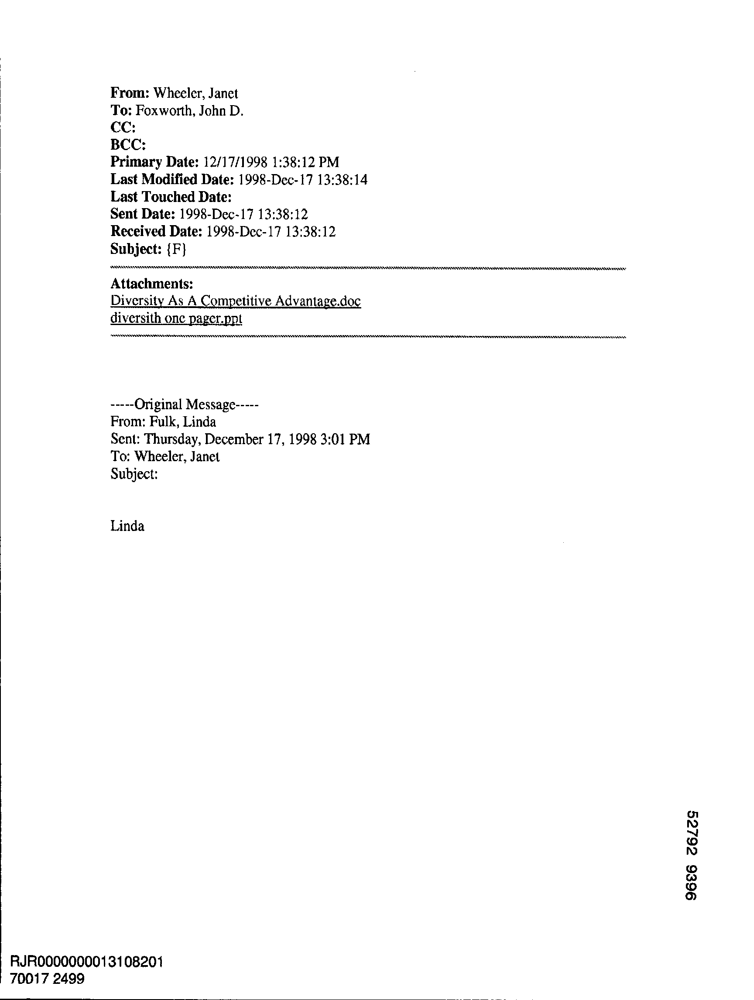 From: Wheeler, Janet
To: Foxworth, John D.
CC:
BCC:
Primary Date: 12/17/1998 1:38:12 PM
Last Modified Date: 1998-Dec-17 13:38:14
Last Touched Date:
Sent Date: 1998-Dec-17 13:38:12
Received Date: 1998-Dec-17 13:38:12
Subject: {F}
Attachments:
Diversity As A Competitive Advantage.doc
diversith one pager.ppt
-----Original Message-----
From: Fulk, Linda
Sent: Thursday, December 17, 1998 3:01 PM
To: Wheeler, Janet
Subject:
Linda
52792 9396
RJR0000000013108201
70017 2499